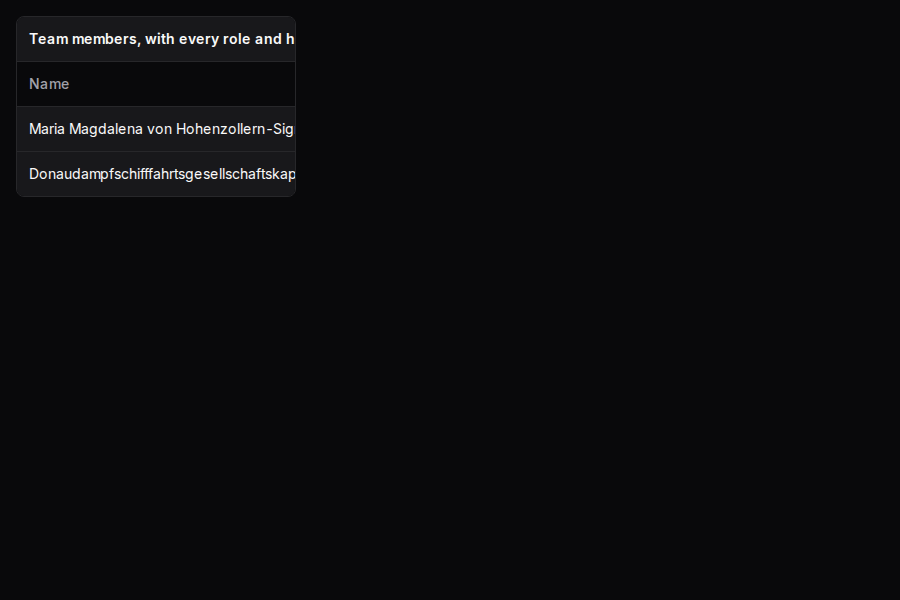 Team members, with every role and h
Name
Maria Magdalena von Hohenzollern-Sig
Donaudampfschifffahrtsgesellschaftskap